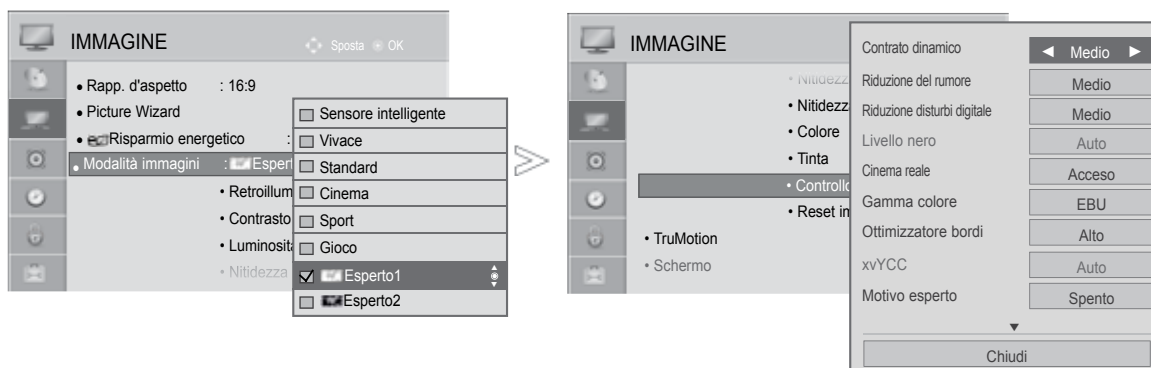 IMMAGINE
Sposta OK
• Rapp. d'aspetto : 16:9
• Picture Wizard
• Risparmio energetico :
• Modalità immagini : Espert
• Retroillum
• Contrasto
• Luminosit
• Nitidezza
Sensore intelligente
Vivace
Standard
Cinema
Sport
Gioco
Esperto1
Esperto2
IMMAGINE
• Nitidezz
• Nitidezz
• Colore
• Tinta
• Controllo
• Reset im
• TruMotion
• Schermo
Contrato dinamico ◄ Medio ►
Riduzione del rumore Medio
Riduzione disturbi digitale Medio
Livello nero Auto
Cinema reale Acceso
Gamma colore EBU
Ottimizzatore bordi Alto
xvYCC Auto
Motivo esperto Spento
▼
Chiudi